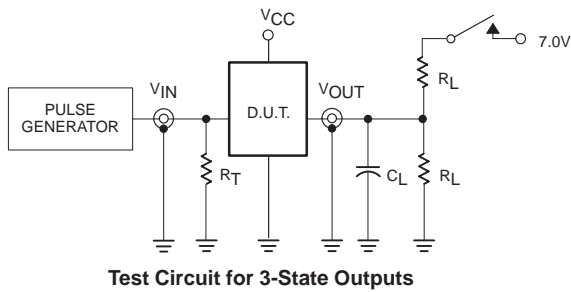 VCC
7.0V
VIN
VOUT
RL
PULSE
GENERATOR
D.U.T.
RT
CL
RL
Test Circuit for 3-State Outputs